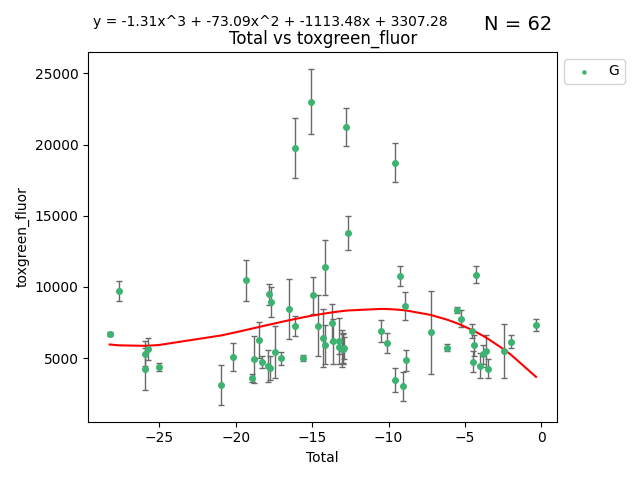 y = -1.31x^3 + -73.09x^2 + -1113.48x + 3307.28
N = 62
Total vs toxgreen_fluor
G
25000
20000
15000
10000
5000
toxgreen_fluor
−25
−20
−15
−10
−5
0
Total